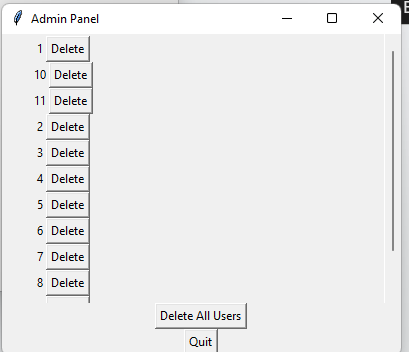 Admin Panel
1 Delete
10 Delete
11 Delete
2 Delete
3 Delete
4 Delete
5 Delete
6 Delete
7 Delete
8 Delete
Delete All Users
Quit